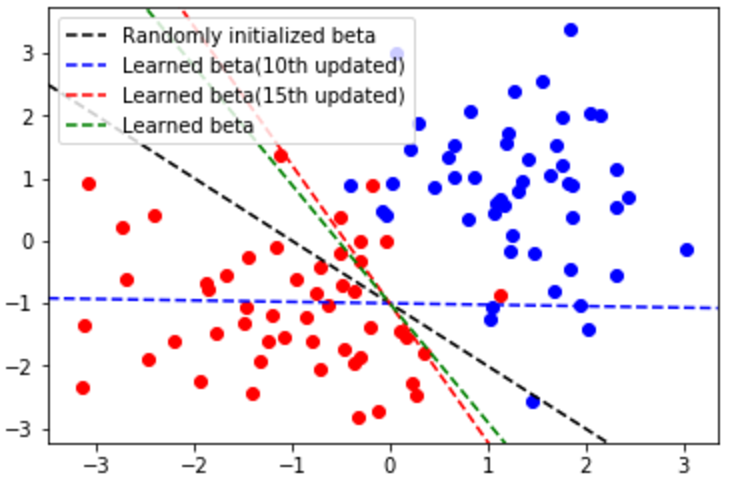 Randomly initialized beta
Learned beta(10th updated)
Learned beta(15th updated)
Learned beta
3
2
1
0
−1
−2
−3
−3 −2 −1 0 1 2 3